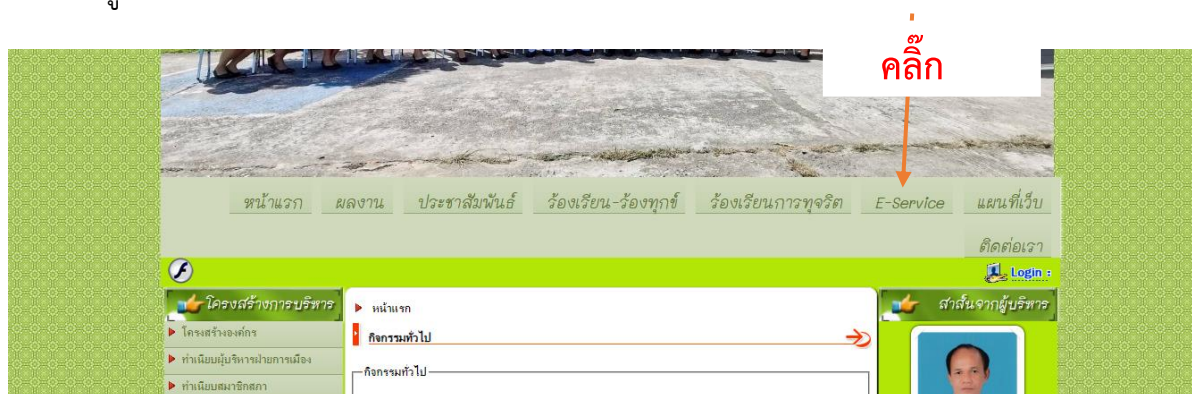 คลิ๊ก
หน้าแรก ผลงาน ประชาสัมพันธ์ ร้องเรียน-ร้องทุกข์ ร้องเรียนการทุจริต E-Service แผนที่เว็บ
ติดต่อเรา
Login :
โครงสร้างการบริหาร
โครงสร้างองค์กร
ทำเนียบผู้บริหารฝ่ายการเมือง
ทำเนียบสมาชิกสภา
หน้าแรก
กิจกรรมทั่วไป
กิจกรรมทั่วไป
สาส์นจากผู้บริหาร